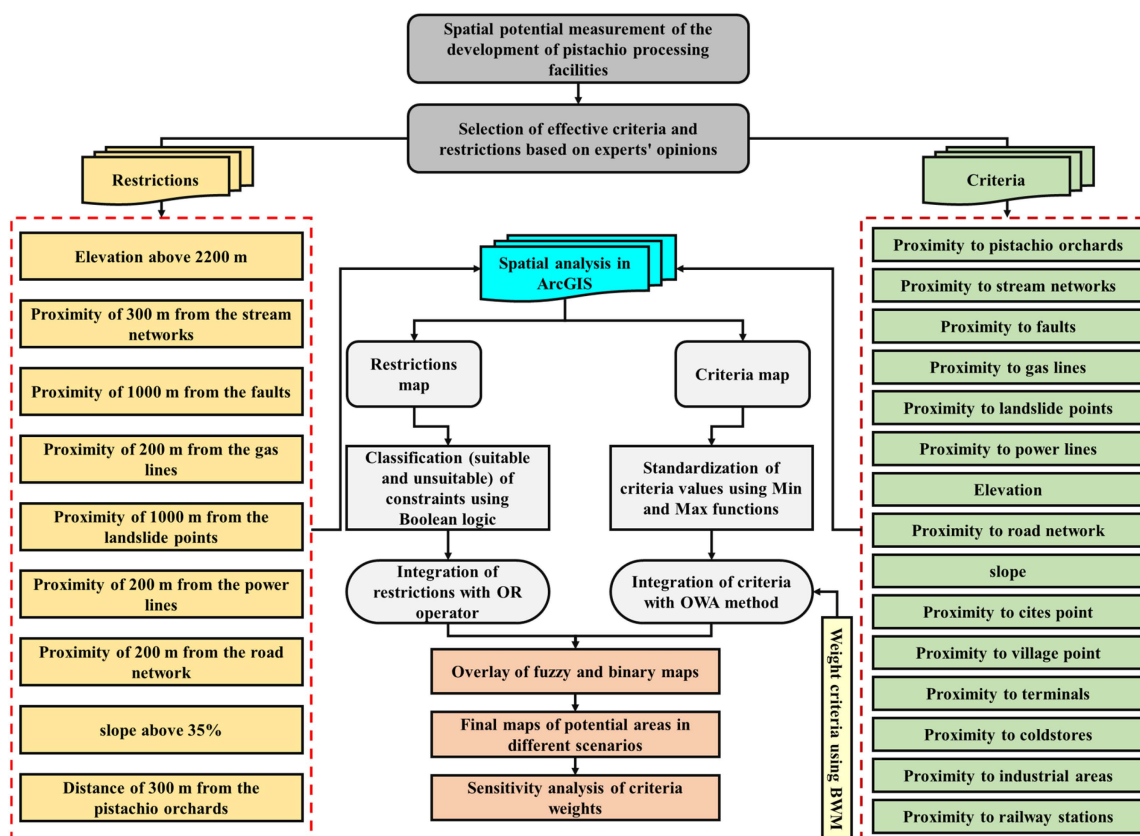 Spatial potential measurement of the
development of pistachio processing
facilities
Selection of effective criteria and
restrictions based on experts' opinions
Restrictions
Elevation above 2200 m
Proximity of 300 m from the stream
networks
Proximity of 1000 m from the faults
Proximity of 200 m from the gas
lines
Proximity of 1000 m from the
landslide points
Proximity of 200 m from the power
lines
Proximity of 200 m from the road
network
slope above 35%
Distance of 300 m from the
pistachio orchards
Spatial analysis in
ArcGIS
Restrictions
map
Criteria map
Classification (suitable
and unsuitable) of
constraints using
Boolean logic
Standardization of
criteria values using Min
and Max functions
Integration of
restrictions with OR
operator
Integration of criteria
with OWA method
Overlay of fuzzy and binary maps
Final maps of potential areas in
different scenarios
Sensitivity analysis of criteria
weights
Weight criteria using BWM
Criteria
Proximity to pistachio orchards
Proximity to stream networks
Proximity to faults
Proximity to gas lines
Proximity to landslide points
Proximity to power lines
Elevation
Proximity to road network
slope
Proximity to cites point
Proximity to village point
Proximity to terminals
Proximity to coldstores
Proximity to industrial areas
Proximity to railway stations